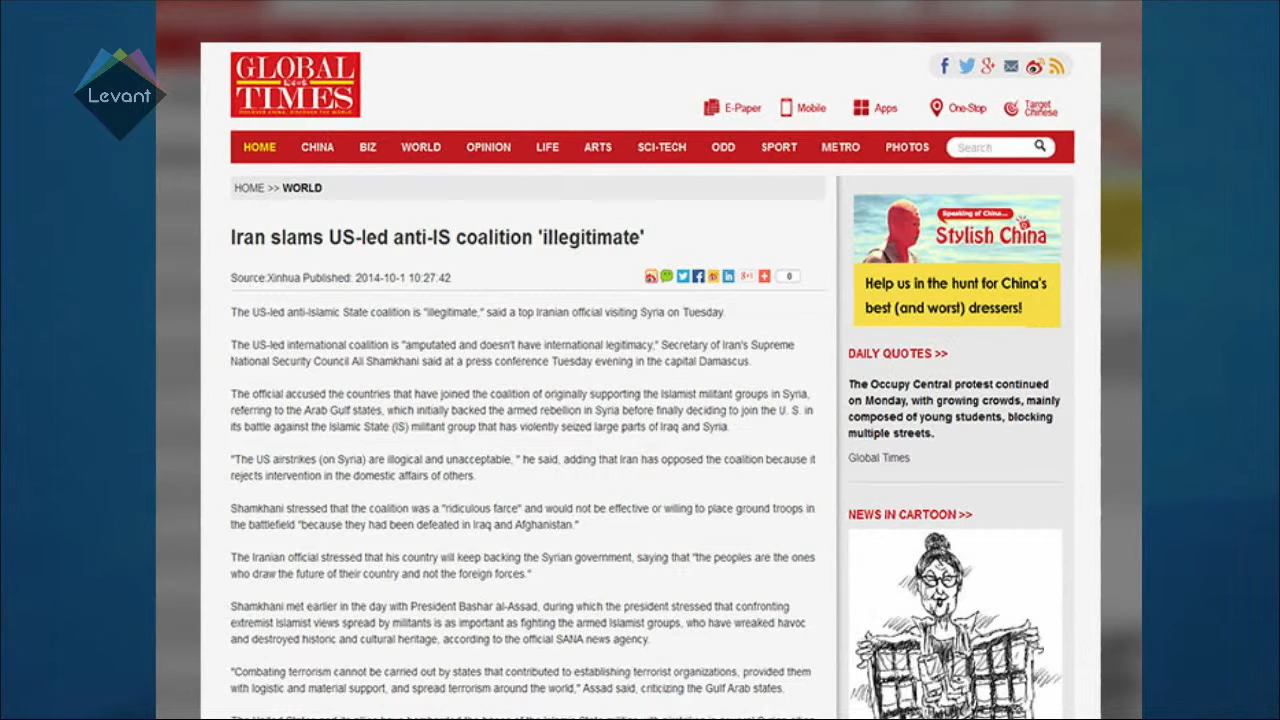 Levant
GLOBAL
TIMES
DISCOVER CHINA, DISCOVER THE WORLD
E-Paper
Mobile
Apps
One-Stop
Target
Chinese
HOME CHINA BIZ WORLD OPINION LIFE ARTS SCI-TECH ODD SPORT METRO PHOTOS Search
HOME >> WORLD
Iran slams US-led anti-IS coalition 'illegitimate'
Source:Xinhua Published: 2014-10-1 10:27:42
0
The US-led anti-Islamic State coalition is "illegitimate," said a top Iranian official visiting Syria on Tuesday.
The US-led international coalition is "amputated and doesn't have international legitimacy," Secretary of Iran's Supreme
National Security Council Ali Shamkhani said at a press conference Tuesday evening in the capital Damascus.
The official accused the countries that have joined the coalition of originally supporting the Islamist militant groups in Syria,
referring to the Arab Gulf states, which initially backed the armed rebellion in Syria before finally deciding to join the U. S. in
its battle against the Islamic State (IS) militant group that has violently seized large parts of Iraq and Syria.
"The US airstrikes (on Syria) are illogical and unacceptable, " he said, adding that Iran has opposed the coalition because it
rejects intervention in the domestic affairs of others.
Shamkhani stressed that the coalition was a "ridiculous farce" and would not be effective or willing to place ground troops in
the battlefield "because they had been defeated in Iraq and Afghanistan."
The Iranian official stressed that his country will keep backing the Syrian government, saying that "the peoples are the ones
who draw the future of their country and not the foreign forces."
Shamkhani met earlier in the day with President Bashar al-Assad, during which the president stressed that confronting
extremist Islamist views spread by militants is as important as fighting the armed Islamist groups, who have wreaked havoc
and destroyed historic and cultural heritage, according to the official SANA news agency.
"Combating terrorism cannot be carried out by states that contributed to establishing terrorist organizations, provided them
with logistic and material support, and spread terrorism around the world," Assad said, criticizing the Gulf Arab states.
Speaking of China...
Stylish China
Help us in the hunt for China's
best (and worst) dressers!
DAILY QUOTES >>
The Occupy Central protest continued
on Monday, with growing crowds, mainly
composed of young students, blocking
multiple streets.
Global Times
NEWS IN CARTOON >>